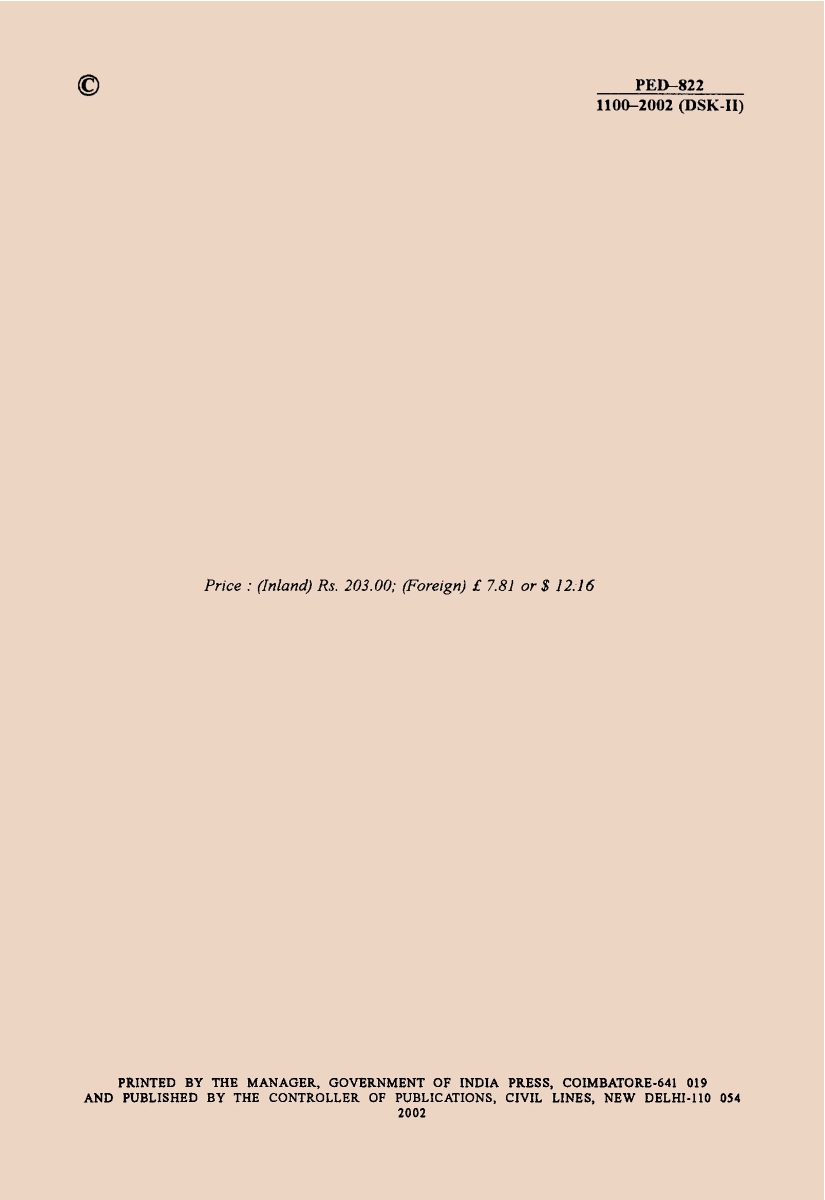 ©
PED–822
1100–2002 (DSK-II)
Price : (Inland) Rs. 203.00; (Foreign) £ 7.81 or $ 12.16
PRINTED BY THE MANAGER, GOVERNMENT OF INDIA PRESS, COIMBATORE-641 019
AND PUBLISHED BY THE CONTROLLER OF PUBLICATIONS, CIVIL LINES, NEW DELHI-110 054
2002